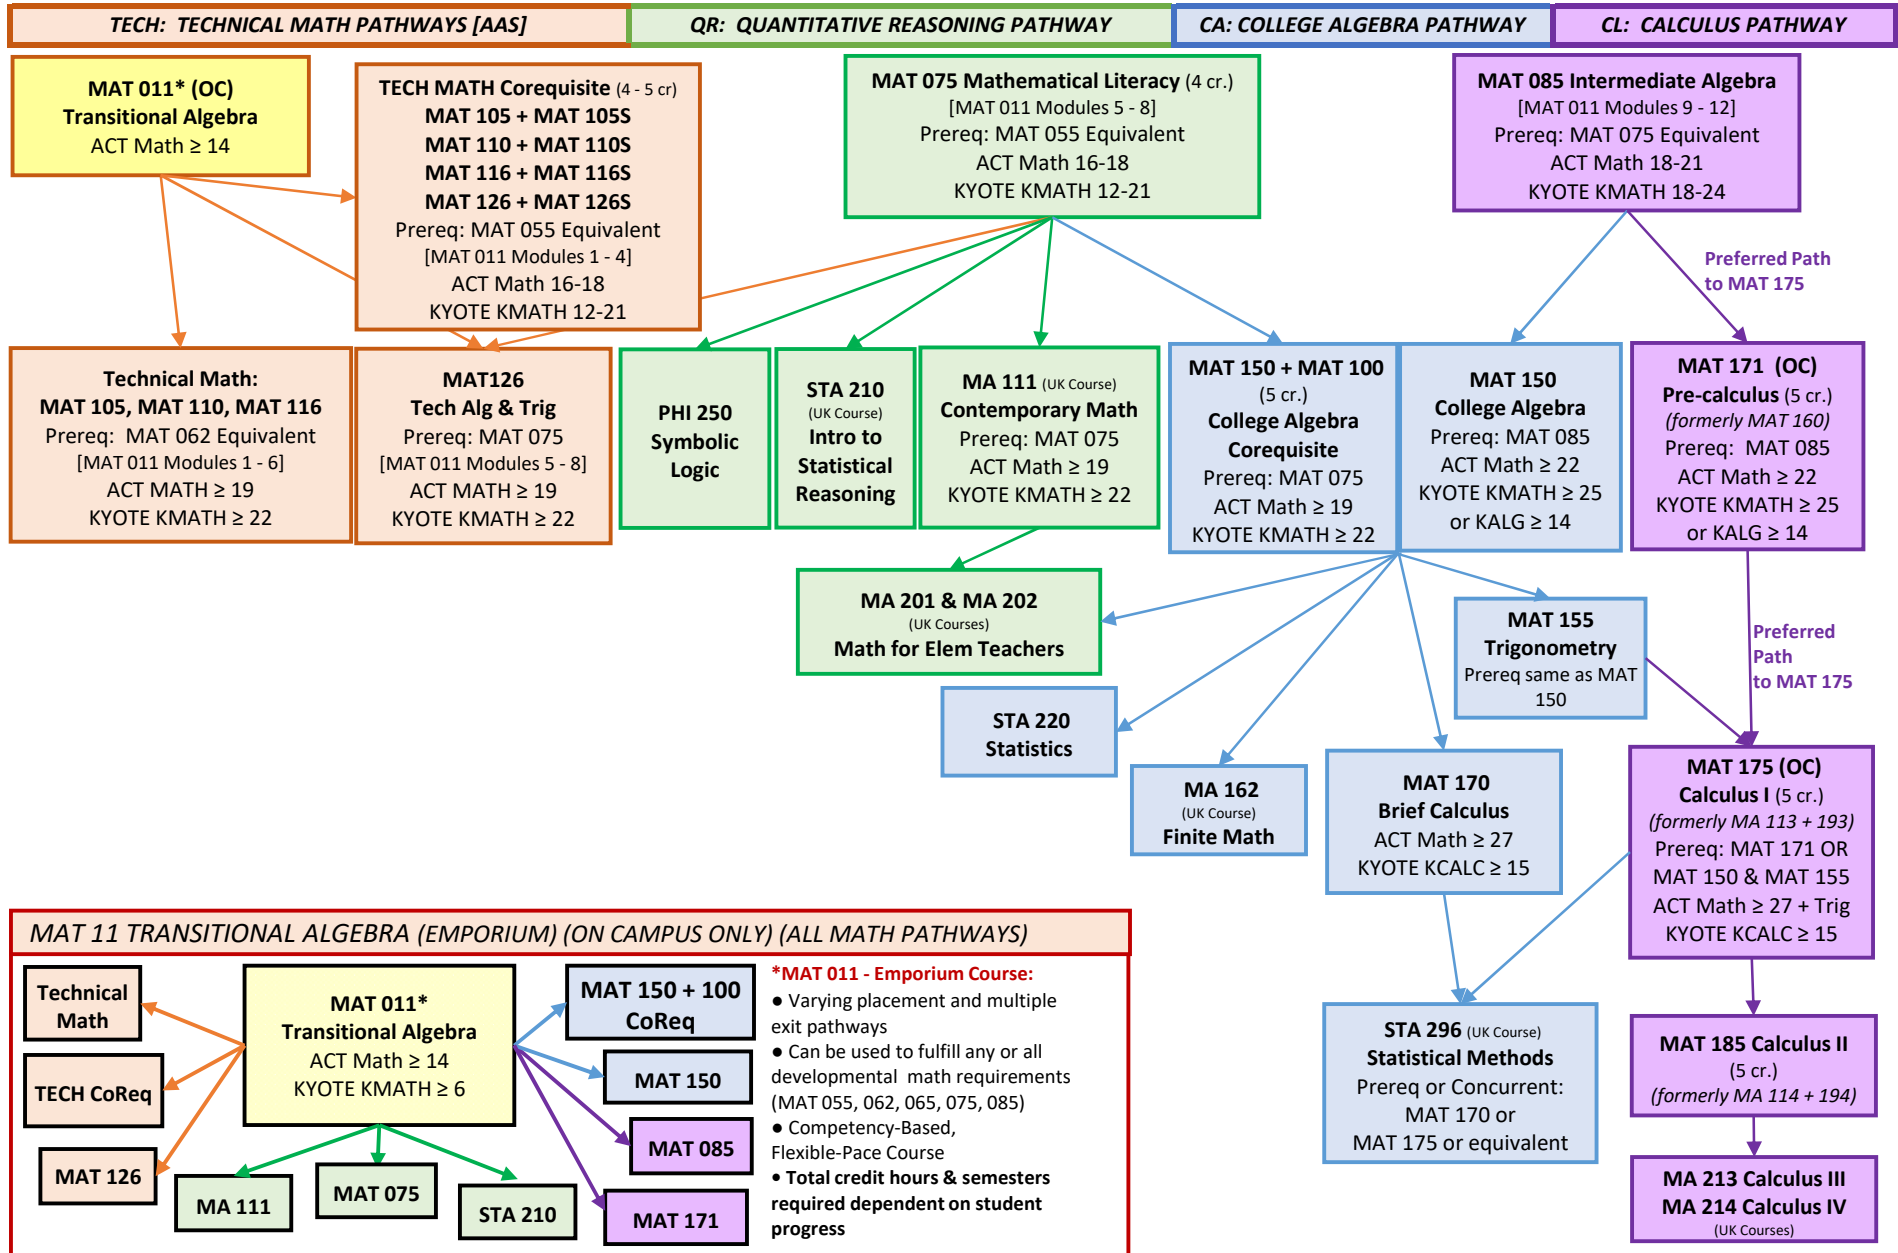 TECH: TECHNICAL MATH PATHWAYS [AAS]
QR: QUANTITATIVE REASONING PATHWAY
CA: COLLEGE ALGEBRA PATHWAY
CL: CALCULUS PATHWAY
MAT 011* (OC)
Transitional Algebra
ACT Math ≥ 14
TECH MATH Corequisite (4 - 5 cr)
MAT 105 + MAT 105S
MAT 110 + MAT 110S
MAT 116 + MAT 116S
MAT 126 + MAT 126S
Prereq: MAT 055 Equivalent
[MAT 011 Modules 1 - 4]
ACT Math 16-18
KYOTE KMATH 12-21
MAT 075 Mathematical Literacy (4 cr.)
[MAT 011 Modules 5 - 8]
Prereq: MAT 055 Equivalent
ACT Math 16-18
KYOTE KMATH 12-21
MAT 085 Intermediate Algebra
[MAT 011 Modules 9 - 12]
Prereq: MAT 075 Equivalent
ACT Math 18-21
KYOTE KMATH 18-24
Preferred Path
to MAT 175
Technical Math:
MAT 105, MAT 110, MAT 116
Prereq: MAT 062 Equivalent
[MAT 011 Modules 1 - 6]
ACT MATH ≥ 19
KYOTE KMATH ≥ 22
MAT126
Tech Alg & Trig
Prereq: MAT 075
[MAT 011 Modules 5 - 8]
ACT MATH ≥ 19
KYOTE KMATH ≥ 22
PHI 250
Symbolic
Logic
STA 210
(UK Course)
Intro to
Statistical
Reasoning
MA 111 (UK Course)
Contemporary Math
Prereq: MAT 075
ACT Math ≥ 19
KYOTE KMATH ≥ 22
MAT 150 + MAT 100
(5 cr.)
College Algebra
Corequisite
Prereq: MAT 075
ACT Math ≥ 19
KYOTE KMATH ≥ 22
MAT 150
College Algebra
Prereq: MAT 085
ACT Math ≥ 22
KYOTE KMATH ≥ 25
or KALG ≥ 14
MAT 171 (OC)
Pre-calculus (5 cr.)
(formerly MAT 160)
Prereq: MAT 085
ACT Math ≥ 22
KYOTE KMATH ≥ 25
or KALG ≥ 14
MA 201 & MA 202
(UK Courses)
Math for Elem Teachers
MAT 155
Trigonometry
Prereq same as MAT
150
Preferred
Path
to MAT 175
STA 220
Statistics
MA 162
(UK Course)
Finite Math
MAT 170
Brief Calculus
ACT Math ≥ 27
KYOTE KCALC ≥ 15
MAT 175 (OC)
Calculus I (5 cr.)
(formerly MA 113 + 193)
Prereq: MAT 171 OR
MAT 150 & MAT 155
ACT Math ≥ 27 + Trig
KYOTE KCALC ≥ 15
STA 296 (UK Course)
Statistical Methods
Prereq or Concurrent:
MAT 170 or
MAT 175 or equivalent
MAT 185 Calculus II
(5 cr.)
(formerly MA 114 + 194)
MA 213 Calculus III
MA 214 Calculus IV
(UK Courses)
MAT 11 TRANSITIONAL ALGEBRA (EMPORIUM) (ON CAMPUS ONLY) (ALL MATH PATHWAYS)
Technical
Math
TECH CoReq
MAT 126
MAT 011*
Transitional Algebra
ACT Math ≥ 14
KYOTE KMATH ≥ 6
MA 111
MAT 075
STA 210
MAT 150 + 100
CoReq
MAT 150
MAT 085
MAT 171
*MAT 011 - Emporium Course:
● Varying placement and multiple
exit pathways
● Can be used to fulfill any or all
developmental math requirements
(MAT 055, 062, 065, 075, 085)
● Competency-Based,
Flexible-Pace Course
• Total credit hours & semesters
required dependent on student
progress